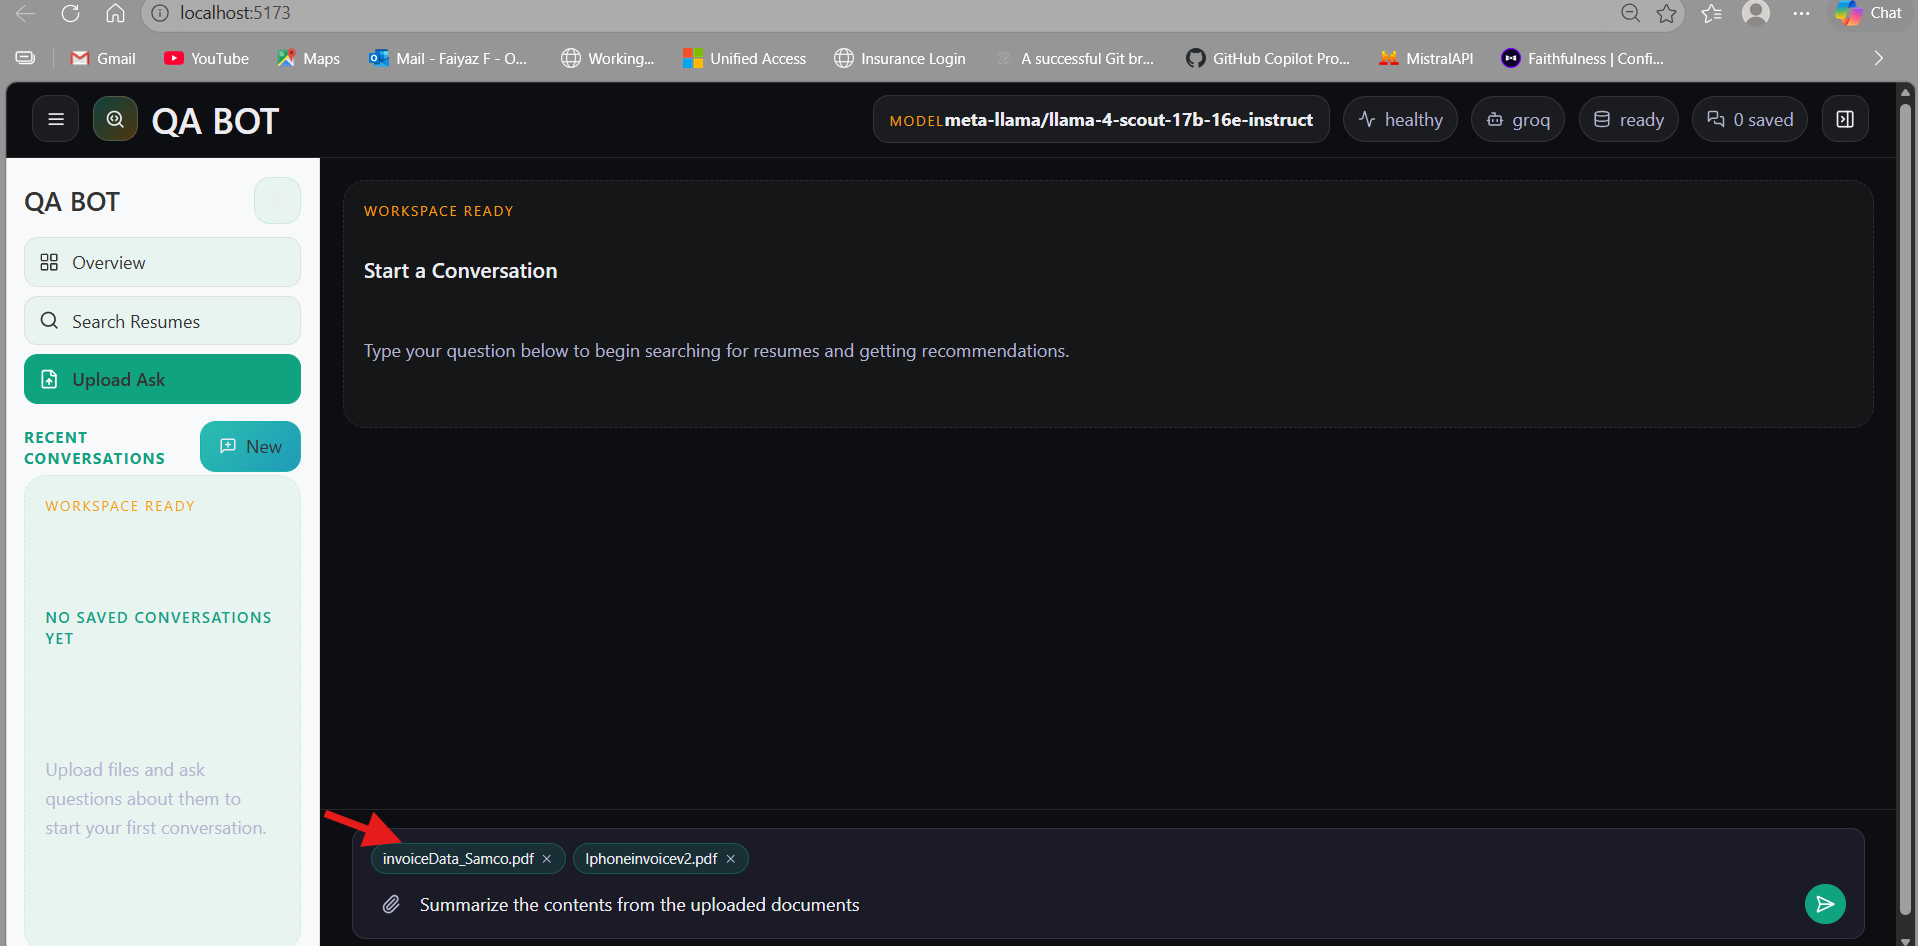 localhost:5173
Chat
Gmail
YouTube
Maps
Mail - Faiyaz F - O...
Working...
Unified Access
Insurance Login
A successful Git br...
GitHub Copilot Pro...
MistralAPI
Faithfulness | Confi...
QA BOT
MODEL meta-llama/llama-4-scout-17b-16e-instruct
healthy
groq
ready
0 saved
QA BOT
Overview
Search Resumes
Upload Ask
RECENT
CONVERSATIONS
New
WORKSPACE READY
NO SAVED CONVERSATIONS
YET
Upload files and ask
questions about them to
start your first conversation.
WORKSPACE READY
Start a Conversation
Type your question below to begin searching for resumes and getting recommendations.
invoiceData_Samco.pdf ×
Iphoneinvoicev2.pdf ×
Summarize the contents from the uploaded documents